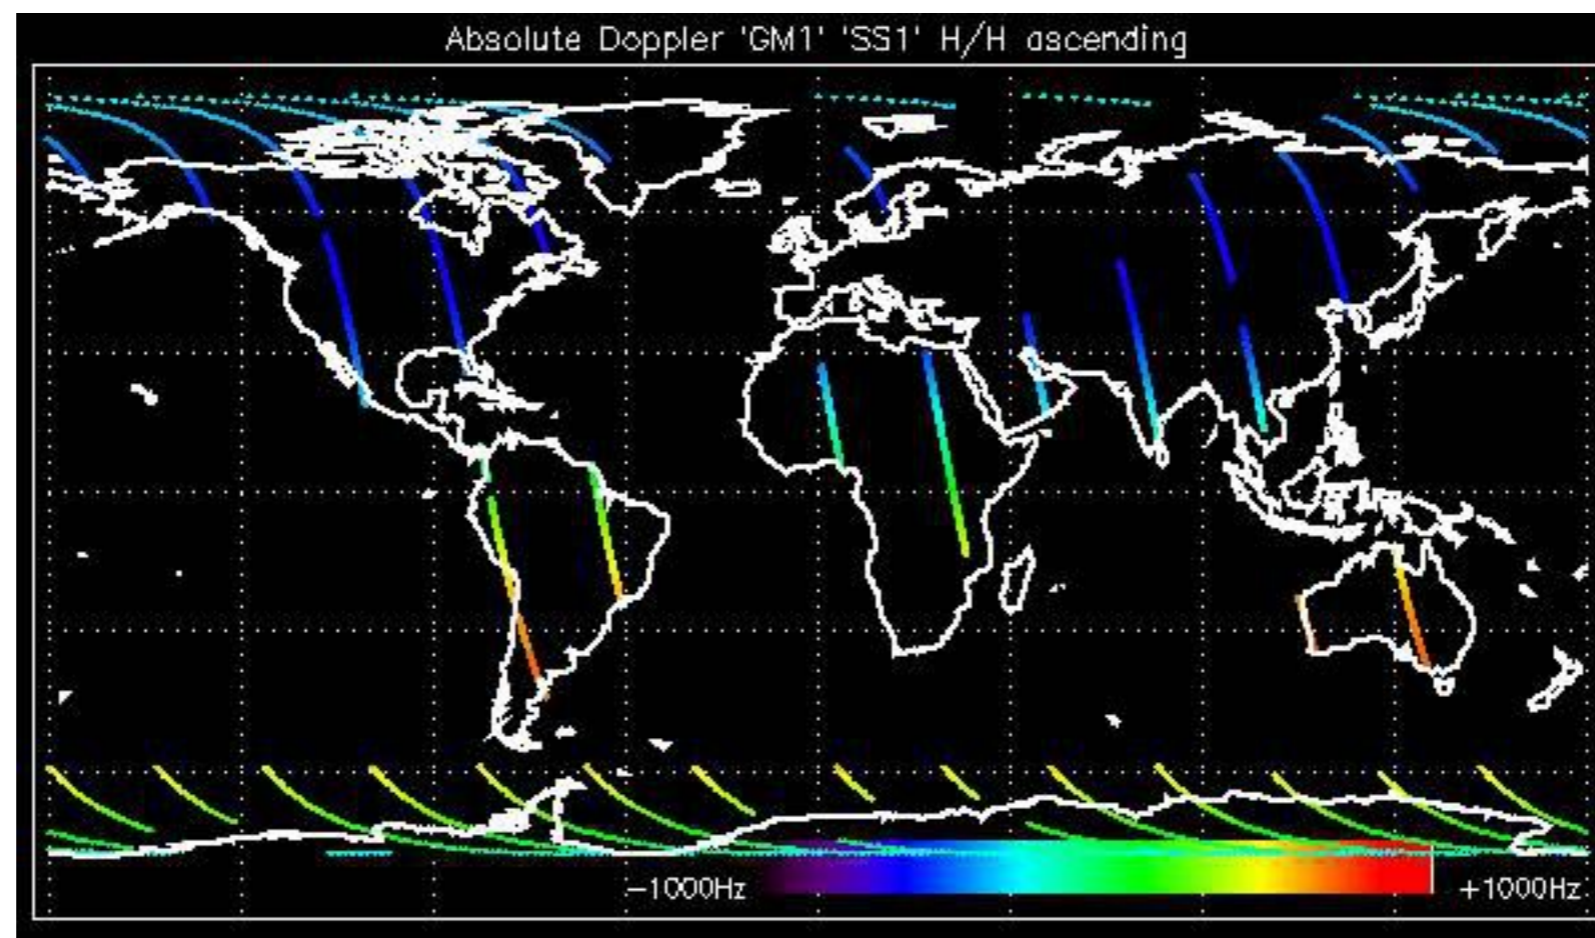 Absolute Doppler 'GM1' 'SS1' H/H ascending
−1000Hz
+1000Hz